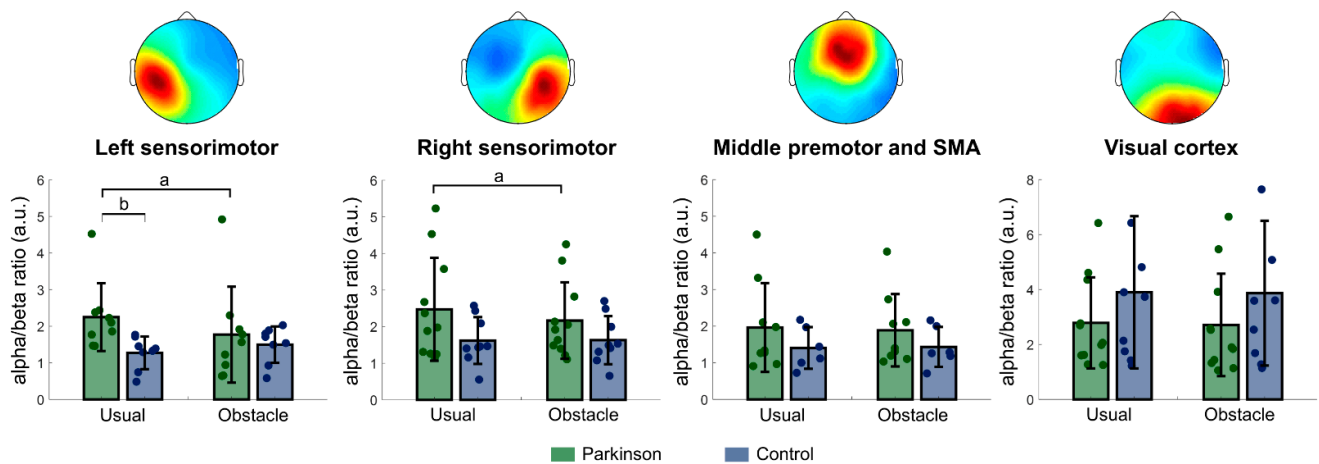 Left sensorimotor
Right sensorimotor
Middle premotor and SMA
Visual cortex
alpha/beta ratio (a.u.)
6
5
4
3
2
1
0
a
b
Usual
Obstacle
alpha/beta ratio (a.u.)
6
5
4
3
2
1
0
a
Usual
Obstacle
alpha/beta ratio (a.u.)
6
5
4
3
2
1
0
Usual
Obstacle
alpha/beta ratio (a.u.)
8
6
4
2
0
Usual
Obstacle
Parkinson
Control